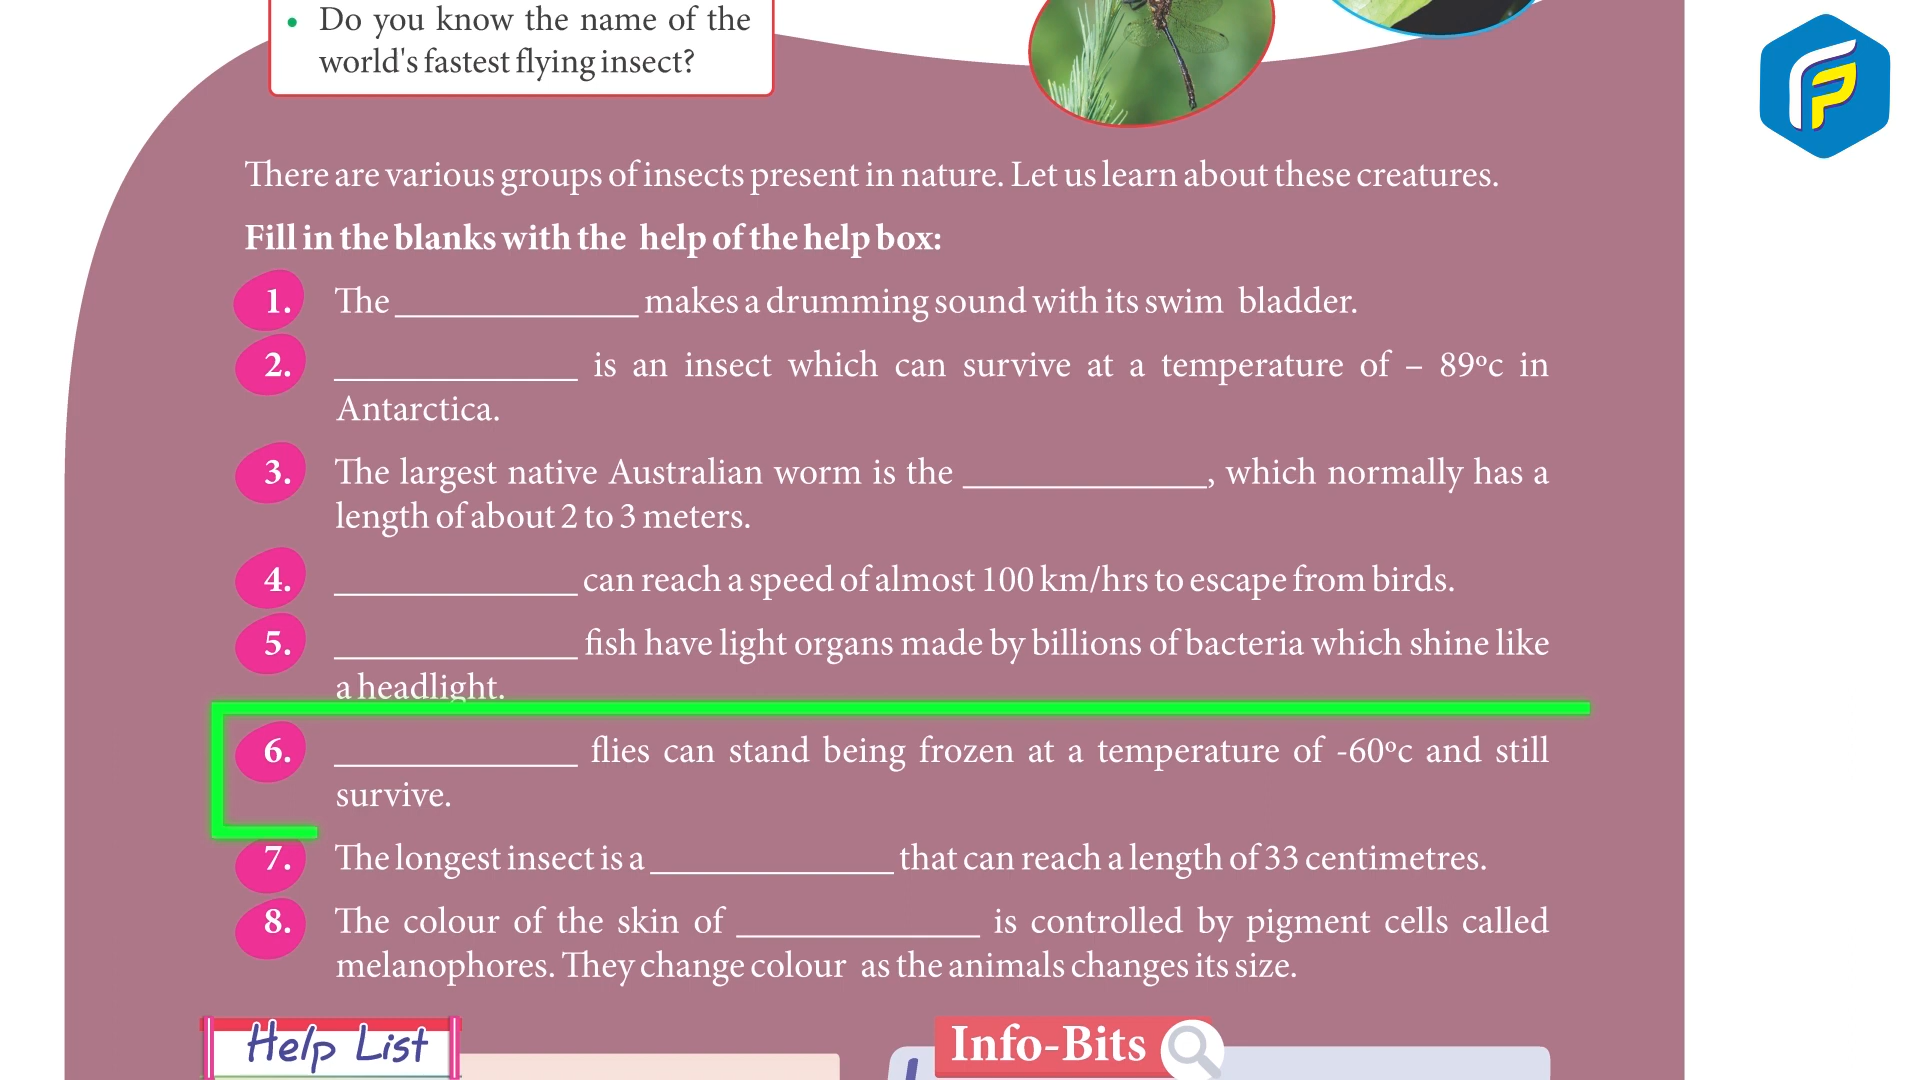 • Do you know the name of the
world's fastest flying insect?
There are various groups of insects present in nature. Let us learn about these creatures.
Fill in the blanks with the help of the help box:
1. The ______________ makes a drumming sound with its swim bladder.
2. ______________ is an insect which can survive at a temperature of – 89ºc in
Antarctica.
3. The largest native Australian worm is the ______________, which normally has a
length of about 2 to 3 meters.
4. ______________ can reach a speed of almost 100 km/hrs to escape from birds.
5. ______________ fish have light organs made by billions of bacteria which shine like
a headlight.
6. ______________ flies can stand being frozen at a temperature of -60ºc and still
survive.
7. The longest insect is a ______________ that can reach a length of 33 centimetres.
8. The colour of the skin of ______________ is controlled by pigment cells called
melanophores. They change colour as the animals changes its size.
Help List
Info-Bits